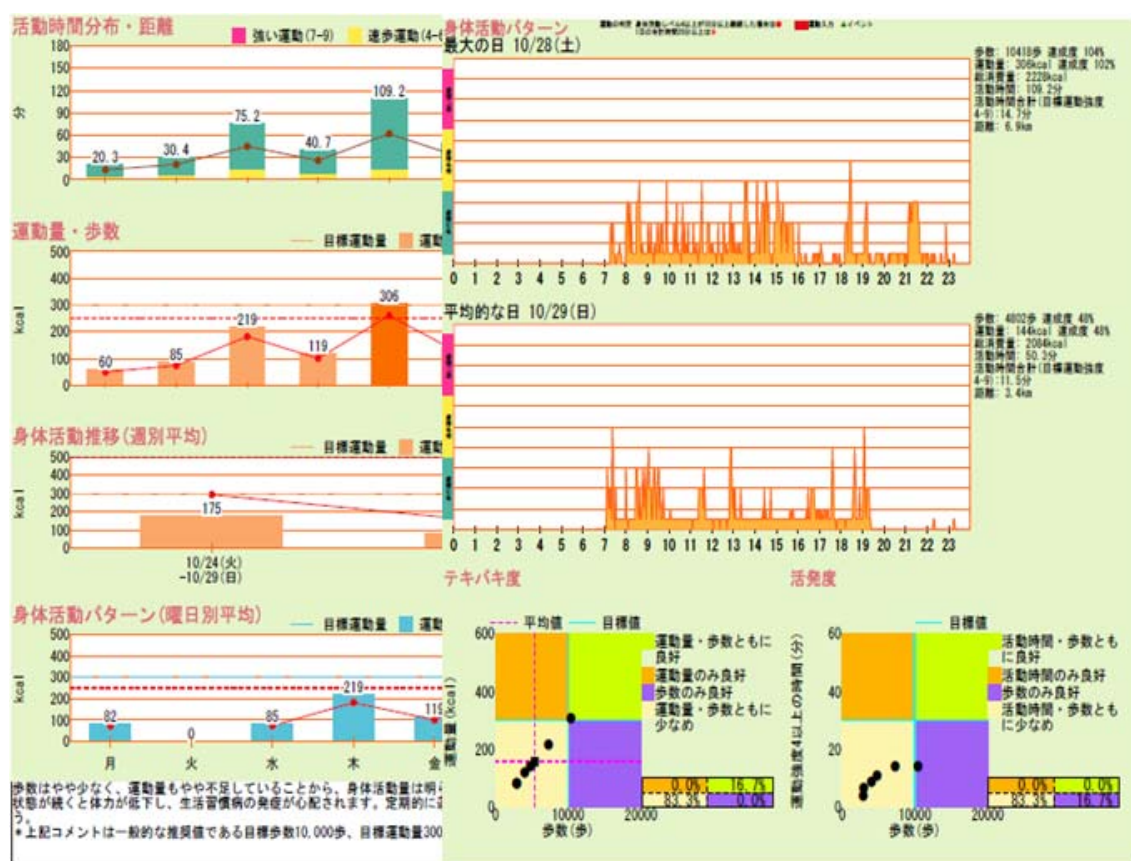 活動時間分布・距離
強い運動(7-9) 速歩運動(4-6
分
180
150
120
90
60
30
0
20.3 30.4 75.2 40.7 109.2
運動量・歩数
目標運動量 運動
kcal
500
400
300
200
100
0
60 85 219 119 306
身体活動推移(週別平均)
目標運動量 運動
kcal
500
400
300
200
100
0
175
10/24(火)
-10/29(日)
身体活動パターン(曜日別平均)
目標運動量 運動
kcal
500
400
300
200
100
0
82 0 85 219 119
月 火 水 木 金
歩数はやや少なく、運動量もやや不足していることから、身体活動量は明ら
状態が続くと体力が低下し、生活習慣病の発症が心配されます。定期的に
う。
*上記コメントは一般的な推奨値である目標歩数10,000歩、目標運動量300
身体活動パターン
運動入力 ▲イベント
最大の日 10/28(土)
0 1 2 3 4 5 6 7 8 9 10 11 12 13 14 15 16 17 18 19 20 21 22 23
歩数: 10418歩 達成度 104%
運動量: 306kcal 達成度 102%
総消費量: 2228kcal
活動時間: 109.2分
活動時間合計(目標運動強度
4-9):14.7分
距離: 6.9km
平均的な日 10/29(日)
0 1 2 3 4 5 6 7 8 9 10 11 12 13 14 15 16 17 18 19 20 21 22 23
歩数: 4802歩 達成度 48%
運動量: 144kcal 達成度 48%
総消費量: 2084kcal
活動時間: 50.3分
活動時間合計(目標運動強度
4-9):11.5分
距離: 3.4km
テキパキ度
平均値 目標値
運動量(kcal)
600
400
200
0
0 10000 20000
歩数(歩)
運動量・歩数ともに
良好
運動量のみ良好
歩数のみ良好
運動量・歩数ともに
少なめ
0.0% 16.7%
83.3% 0.0%
活発度
目標値
運動強度4以上の時間(分)
60
40
20
0
0 10000 20000
歩数(歩)
活動時間・歩数とも
に良好
活動時間のみ良好
歩数のみ良好
活動時間・歩数とも
に少なめ
0.0% 0.0%
83.3% 16.7%